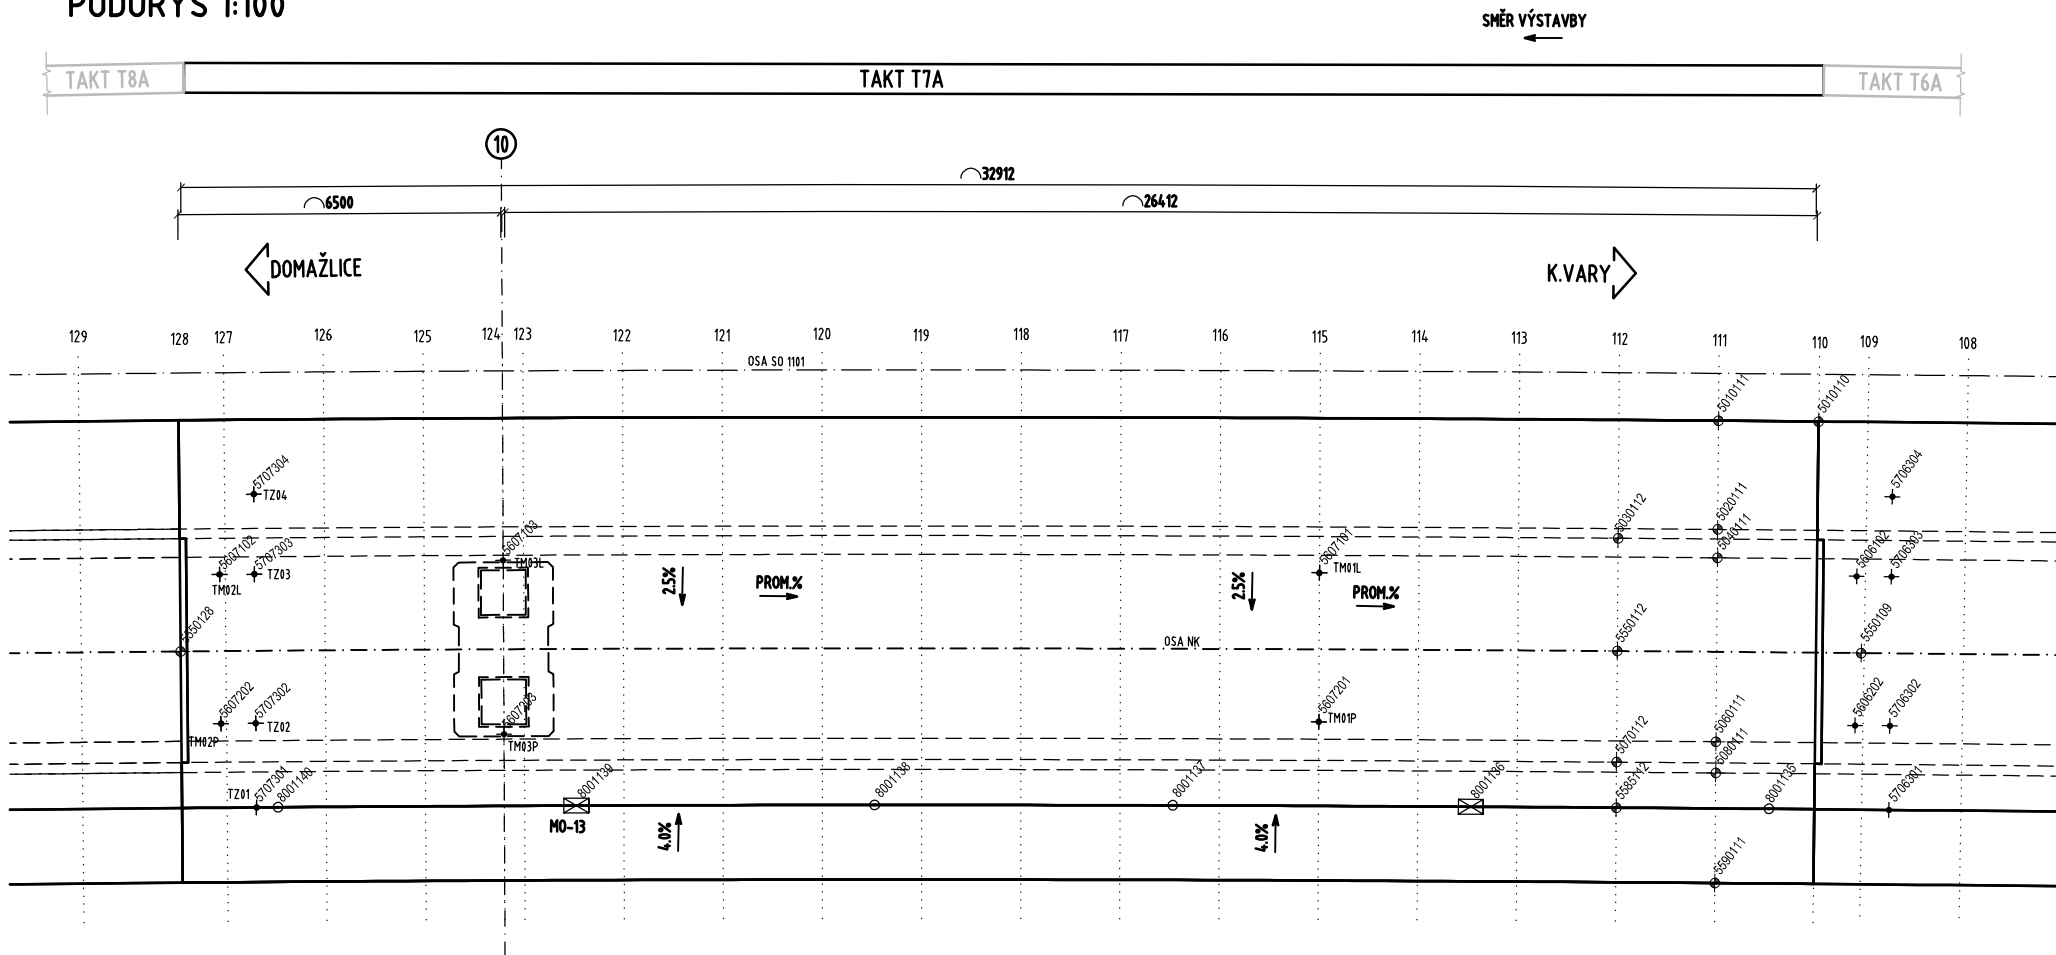 PŮDORYS 1:100
SMĚR VÝSTAVBY
TAKT T8A
TAKT T7A
TAKT T6A
10
32912
6500
26412
DOMAŽLICE
K.VARY
129 128 127 126 125 124 123 122 121 120 119 118 117 116 115 114 113 112 111 110 109 108
OSA SO 1101
5010111
5010110
5707304
TZ04
5706304
5030112
5020111
5040111
5607102
5707303
TZ03
TM02L
5607103
TM03L
2.5%
PROM.%
2.5%
5607101
TM01L
PROM.%
5606102
5706303
5550128
OSA NK
5550112
5550109
5607202
5707302
TZ02
TM02P
5607203
TM03P
5607201
TM01P
5070112
5060111
5080111
5606202
5706302
TZ01
5707301
8001140
8001139
MO-13
8001138
8001137
8001136
5585112
8001135
5706301
4.0%
4.0%
5590111